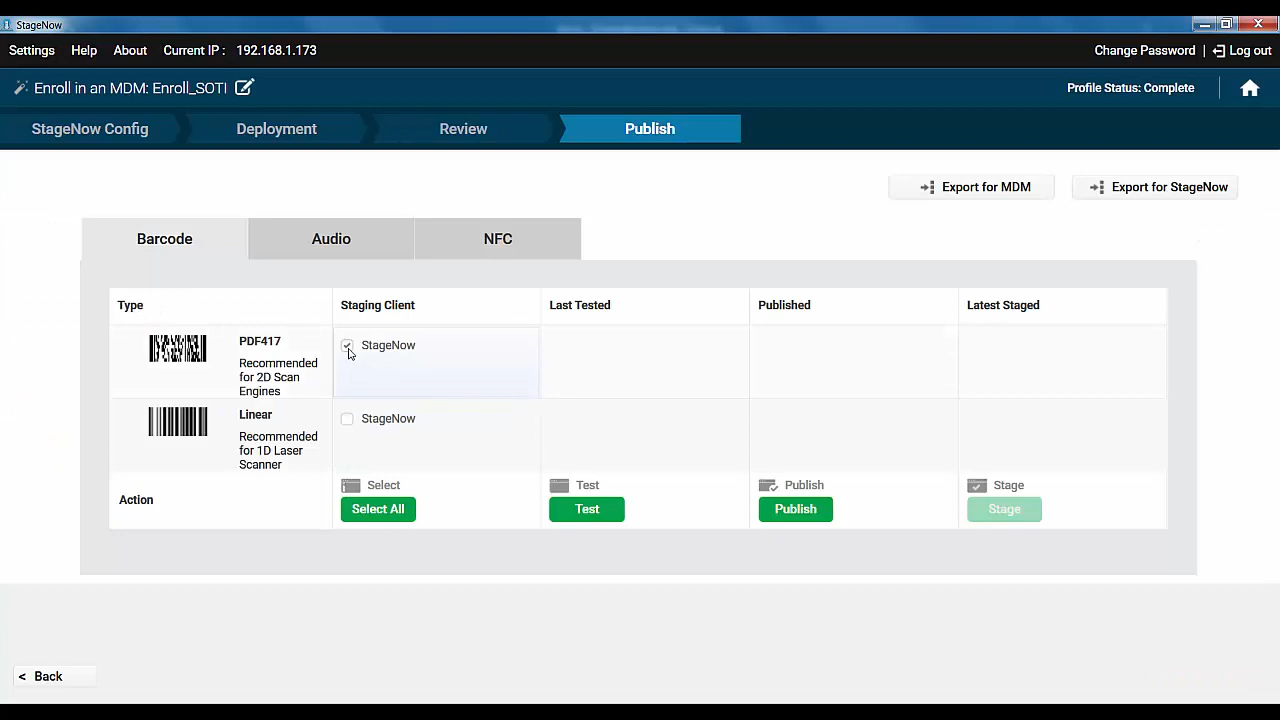 StageNow
Settings Help About Current IP : 192.168.1.173 Change Password | Log out
Enroll in an MDM: Enroll_SOTI Profile Status: Complete
StageNow Config Deployment Review Publish
Export for MDM Export for StageNow
Barcode Audio NFC
Type Staging Client Last Tested Published Latest Staged
PDF417 StageNow
Recommended
for 2D Scan
Engines
Linear StageNow
Recommended
for 1D Laser
Scanner
Action Select Test Publish Stage
Select All Test Publish Stage
< Back